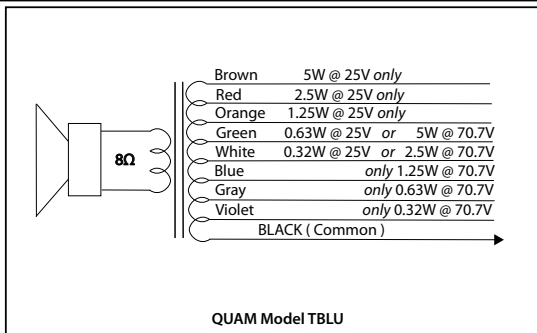 Brown 5W @ 25V only
Red 2.5W @ 25V only
Orange 1.25W @ 25V only
Green 0.63W @ 25V or 5W @ 70.7V
White 0.32W @ 25V or 2.5W @ 70.7V
Blue only 1.25W @ 70.7V
Gray only 0.63W @ 70.7V
Violet only 0.32W @ 70.7V
BLACK ( Common )
8Ω
QUAM Model TBLU